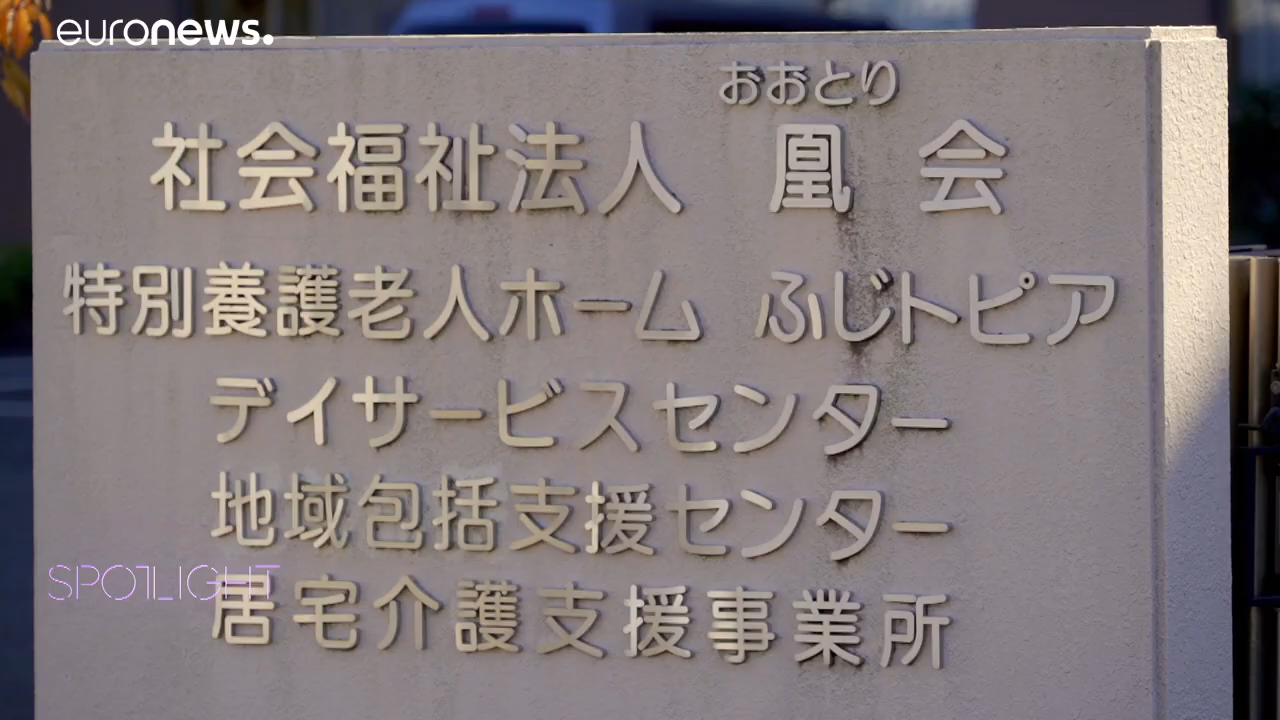 euronews.
おおとり
社会福祉法人 凰会
特別養護老人ホーム ふじトピア
デイサービスセンター
地域包括支援センター
SPOTLIGHT
居宅介護支援事業所